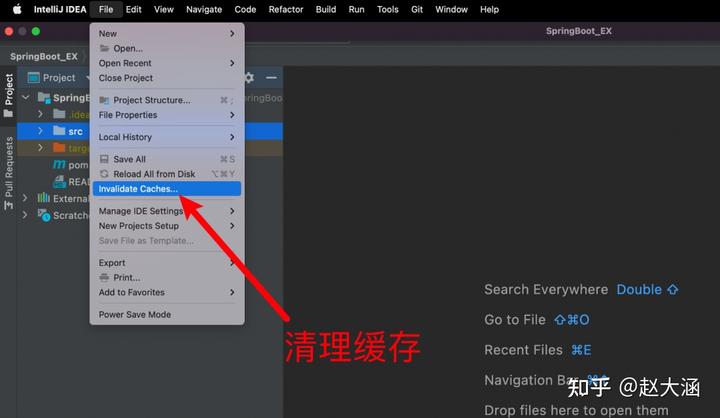 IntelliJ IDEA File Edit View Navigate Code Refactor Build Run Tools Git Window Help
SpringBoot_EX
SpringBoot_EX
Project
Project
Pull Requests
SpringB
.idea
src
targ
pom
READ
External
Scratche
ringBoo
New
Open...
Open Recent
Close Project
Project Structure... ⌘ ;
File Properties
Local History
Save All ⌘ S
Reload All from Disk ⌥ ⌘ Y
Invalidate Caches...
Manage IDE Settings
New Projects Setup
Save File as Template...
Export
Print...
Add to Favorites
Power Save Mode
清理缓存
Search Everywhere Double ⇧
Go to File ⇧⌘O
Recent Files ⌘E
Navigation Bar
Drop files here to open them
知乎 @赵大涵